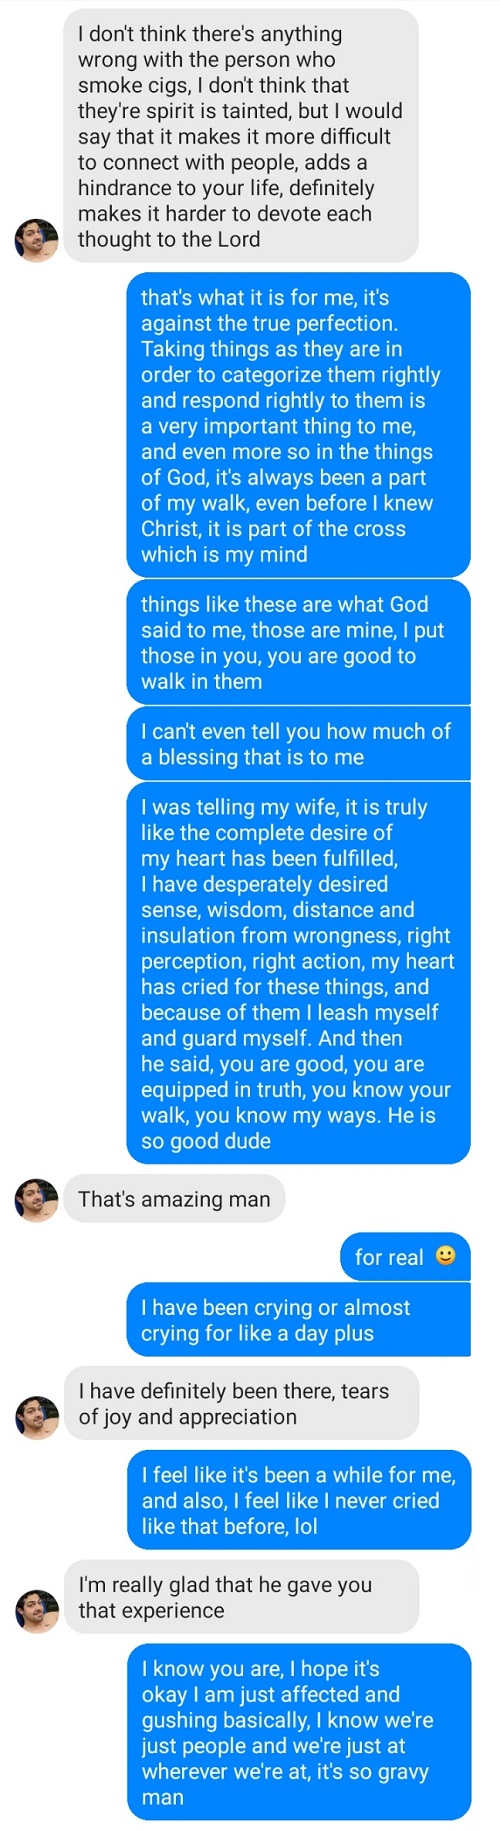 I don't think there's anything
wrong with the person who
smoke cigs, I don't think that
they're spirit is tainted, but I would
say that it makes it more difficult
to connect with people, adds a
hindrance to your life, definitely
makes it harder to devote each
thought to the Lord
that's what it is for me, it's
against the true perfection.
Taking things as they are in
order to categorize them rightly
and respond rightly to them is
a very important thing to me,
and even more so in the things
of God, it's always been a part
of my walk, even before I knew
Christ, it is part of the cross
which is my mind
things like these are what God
said to me, those are mine, I put
those in you, you are good to
walk in them
I can't even tell you how much of
a blessing that is to me
I was telling my wife, it is truly
like the complete desire of
my heart has been fulfilled,
I have desperately desired
sense, wisdom, distance and
insulation from wrongness, right
perception, right action, my heart
has cried for these things, and
because of them I leash myself
and guard myself. And then
he said, you are good, you are
equipped in truth, you know your
walk, you know my ways. He is
so good dude
That's amazing man
for real 🙂
I have been crying or almost
crying for like a day plus
I have definitely been there, tears
of joy and appreciation
I feel like it's been a while for me,
and also, I feel like I never cried
like that before, lol
I'm really glad that he gave you
that experience
I know you are, I hope it's
okay I am just affected and
gushing basically, I know we're
just people and we're just at
wherever we're at, it's so gravy
man